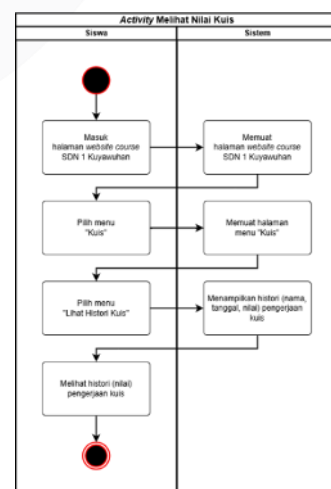 Activity Melihat Nilai Kuis
Siswa
Sistem
Masuk
halaman website course
SDN 1 Kuyawuhan
Memuat
halaman website course
SDN 1 Kuyawuhan
Pilih menu
"Kuis"
Memuat halaman
menu "Kuis"
Pilih menu
"Lihat Histori Kuis"
Menampilkan histori (nama,
tanggal, nilai) pengerjaan
kuis
Melihat histori (nilai)
pengerjaan kuis